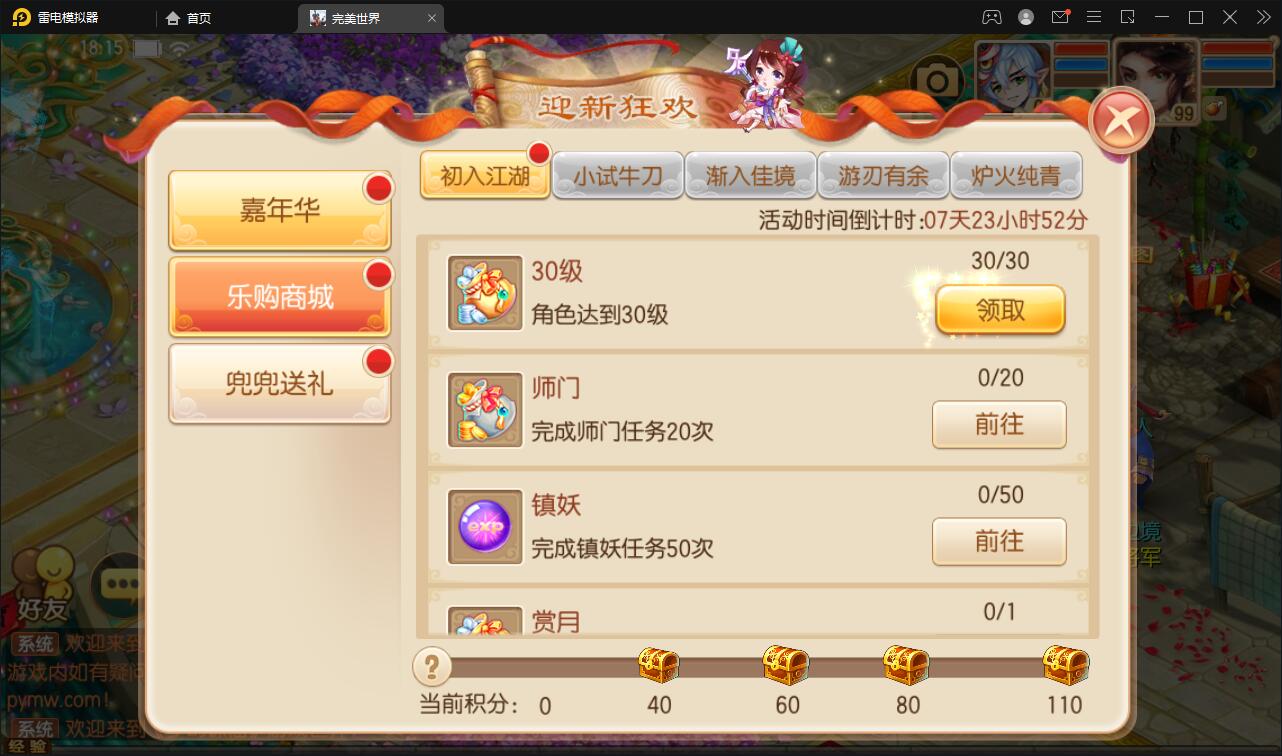 雷电模拟器
首页
完美世界
18:15
迎新狂欢
99
初入江湖
小试牛刀
渐入佳境
游刃有余
炉火纯青
活动时间倒计时:07天23小时52分
嘉年华
乐购商城
兜兜送礼
30级
角色达到30级
30/30
领取
师门
完成师门任务20次
0/20
前往
镇妖
完成镇妖任务50次
0/50
前往
赏月
0/1
?
当前积分: 0
40
60
80
110
好友
系统 欢迎来到
游戏内如有疑问
pymw.com!
系统 欢迎来到
经验
人
境
将军